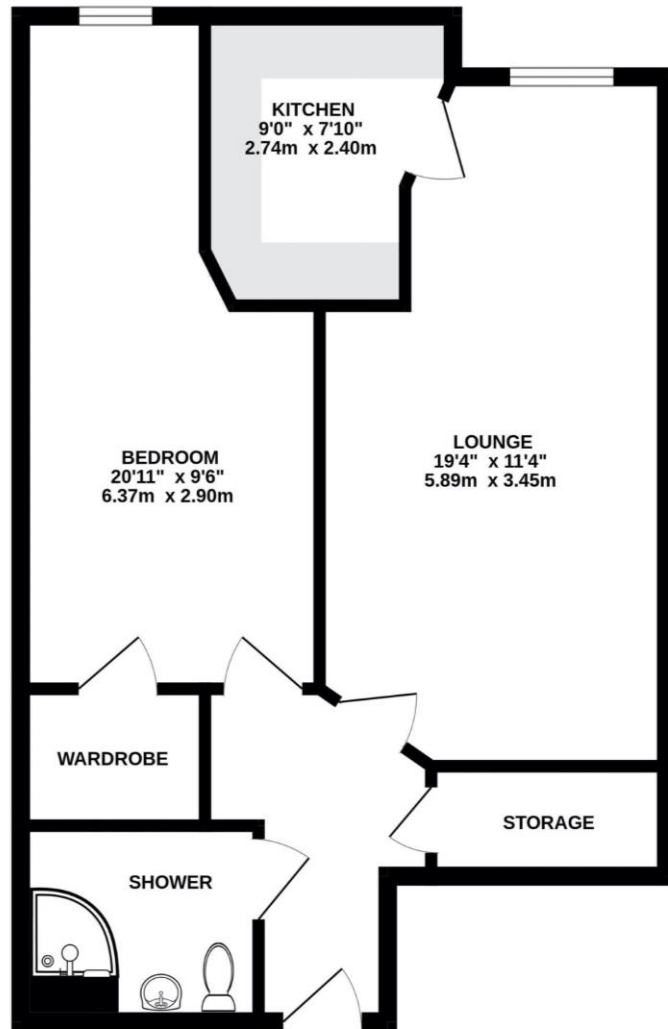 KITCHEN
9'0" x 7'10"
2.74m x 2.40m
BEDROOM
20'11" x 9'6"
6.37m x 2.90m
LOUNGE
19'4" x 11'4"
5.89m x 3.45m
WARDROBE
STORAGE
SHOWER